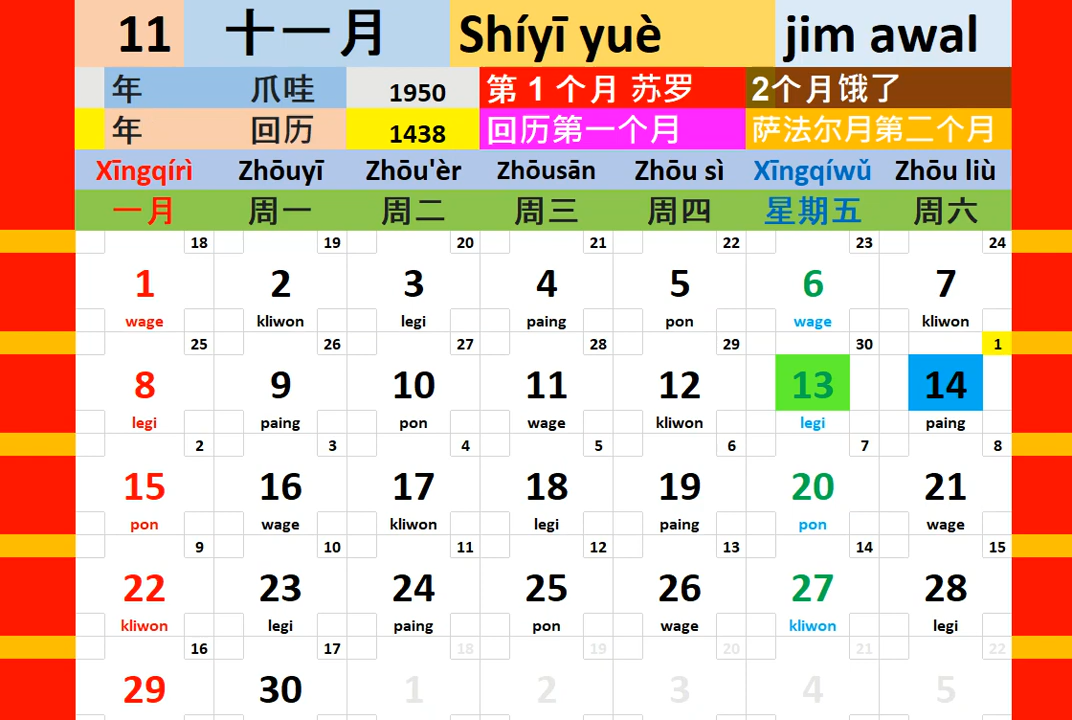 11 十一月 Shíyī yuè jim awal
年 爪哇 1950 第 1 个月 苏罗 2个月饿了
年 回历 1438 回历第一个月 萨法尔月第二个月
Xīngqírì Zhōuyī Zhōu'èr Zhōusān Zhōu sì Xīngqíwǔ Zhōu liù
一月 周一 周二 周三 周四 星期五 周六
18 19 20 21 22 23 24
1 2 3 4 5 6 7
wage kliwon legi paing pon wage kliwon
25 26 27 28 29 30 1
8 9 10 11 12 13 14
legi paing pon wage kliwon legi paing
2 3 4 5 6 7 8
15 16 17 18 19 20 21
pon wage kliwon legi paing pon wage
9 10 11 12 13 14 15
22 23 24 25 26 27 28
kliwon legi paing pon wage kliwon legi
16 17 18 19 20 21 22
29 30 1 2 3 4 5